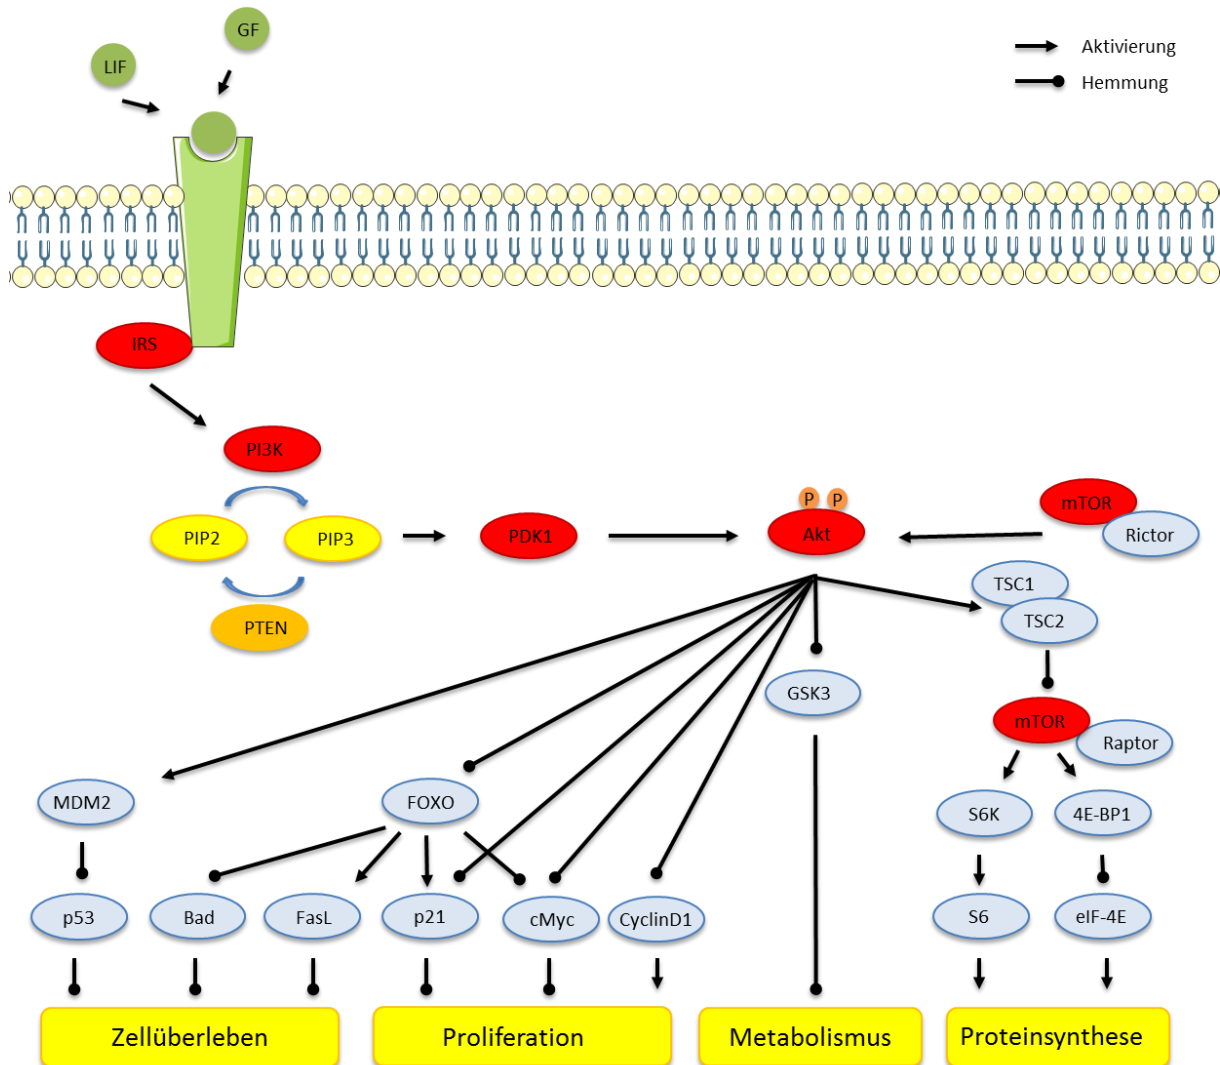 GF
LIF
Aktivierung
Hemmung
IRS
PI3K
PIP2
PIP3
PTEN
PDK1
P P
Akt
mTOR
Rictor
TSC1
TSC2
GSK3
mTOR
Raptor
MDM2
FOXO
S6K
4E-BP1
p53
Bad
FasL
p21
cMyc
CyclinD1
S6
eIF-4E
Zellüberleben
Proliferation
Metabolismus
Proteinsynthese